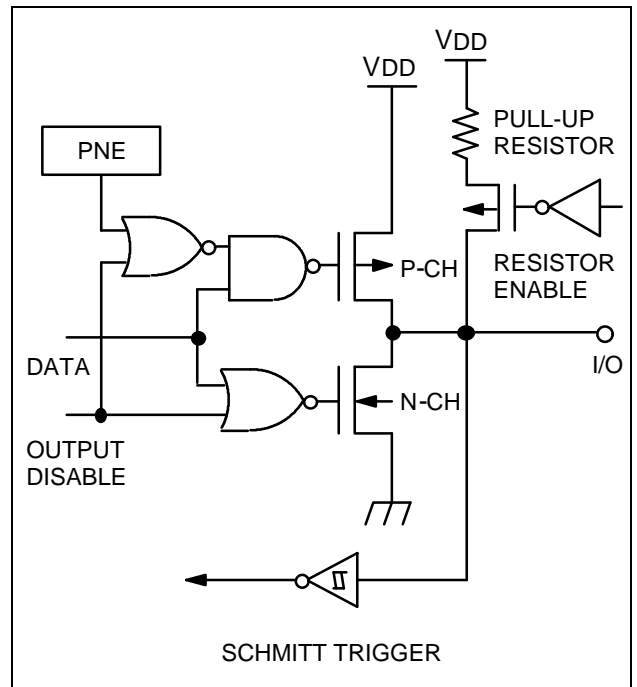 VDD
VDD
PULL-UP
RESISTOR
PNE
P-CH
RESISTOR
ENABLE
DATA
I/O
N-CH
OUTPUT
DISABLE
SCHMITT TRIGGER